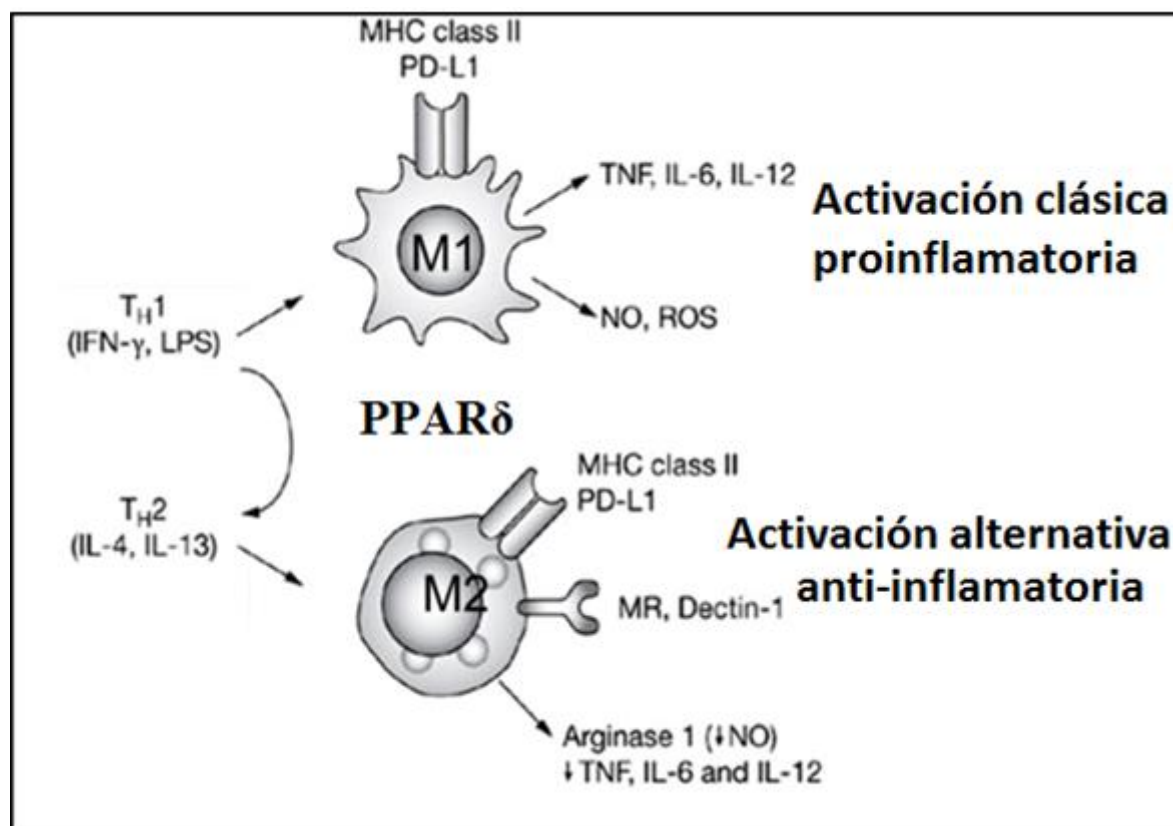 MHC class II
PD-L1
TNF, IL-6, IL-12
Activación clásica
proinflamatoria
M1
NO, ROS
TH1
(IFN-γ, LPS)
PPARδ
MHC class II
PD-L1
TH2
(IL-4, IL-13)
Activación alternativa
anti-inflamatoria
M2
MR, Dectin-1
Arginase 1 (↓NO)
↓TNF, IL-6 and IL-12